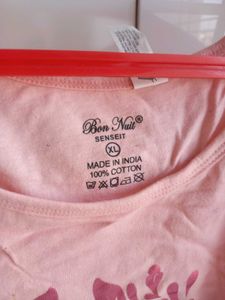 Bon Nuit®
SENSEIT
XL
MADE IN INDIA
100% COTTON